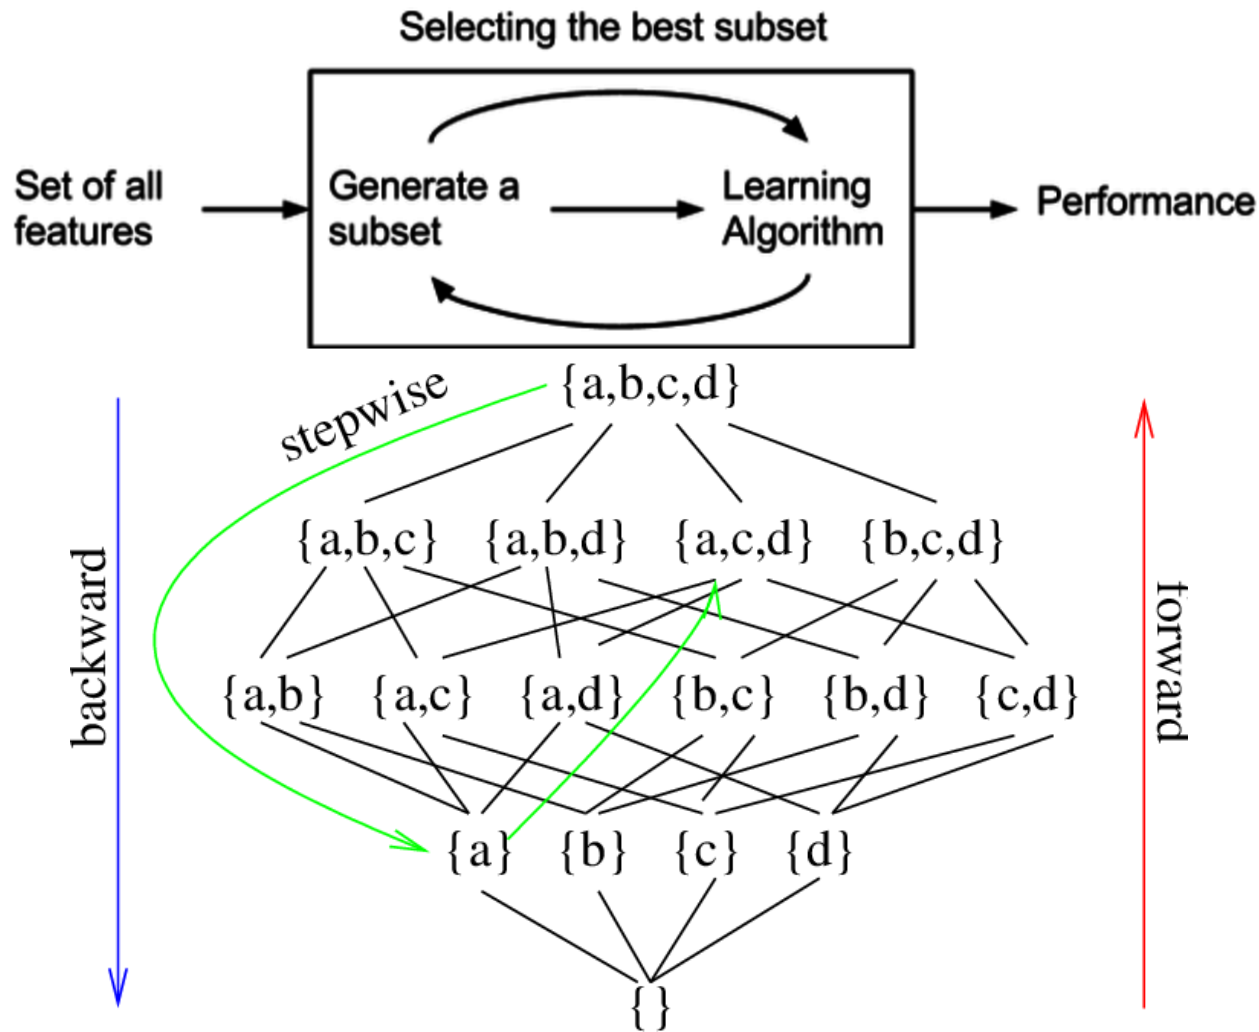 Selecting the best subset
Set of all
features
Generate a
subset
Learning
Algorithm
Performance
stepwise
{a,b,c,d}
backward
forward
{a,b,c} {a,b,d} {a,c,d} {b,c,d}
{a,b} {a,c} {a,d} {b,c} {b,d} {c,d}
{a} {b} {c} {d}
{}